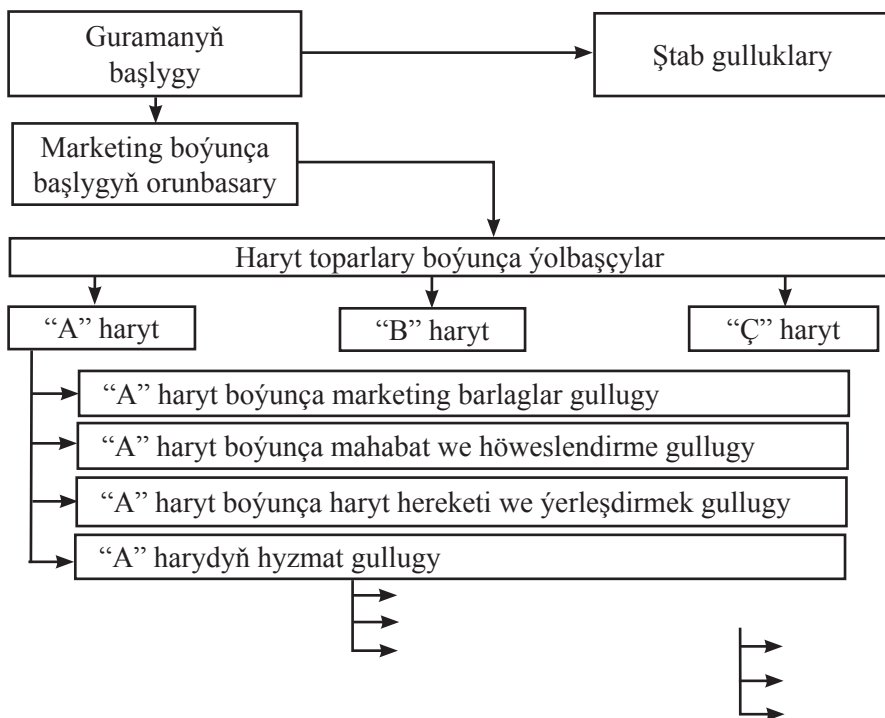 Guramanyň
başlygy
Ştab gulluklary
Marketing boýunça
başlygyň orunbasary
Haryt toparlary boýunça ýolbaşçylar
“A” haryt
“B” haryt
“Ç” haryt
“A” haryt boýunça marketing barlaglar gullugy
“A” haryt boýunça mahabat we höweslendirme gullugy
“A” haryt boýunça haryt hereketi we ýerleşdirmek gullugy
“A” harydyň hyzmat gullugy